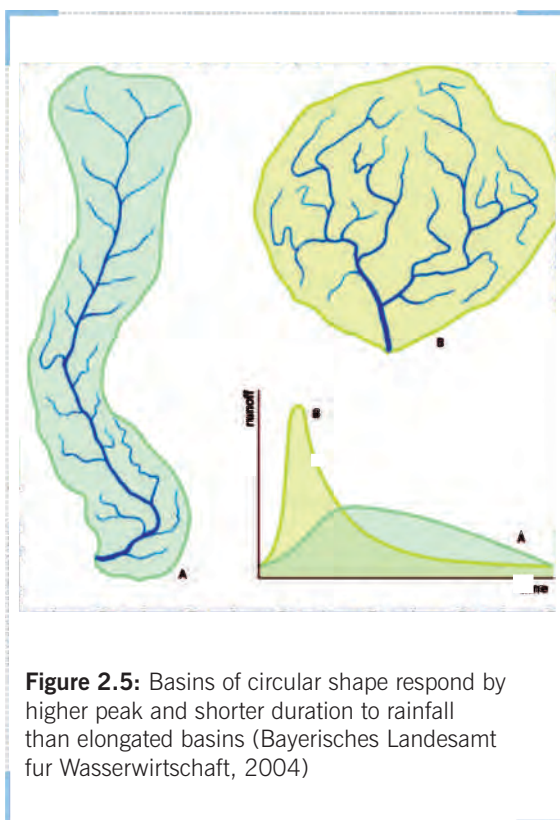 B
runoff
B
A
A
Figure 2.5: Basins of circular shape respond by
higher peak and shorter duration to rainfall
than elongated basins (Bayerisches Landesamt
fur Wasserwirtschaft, 2004)